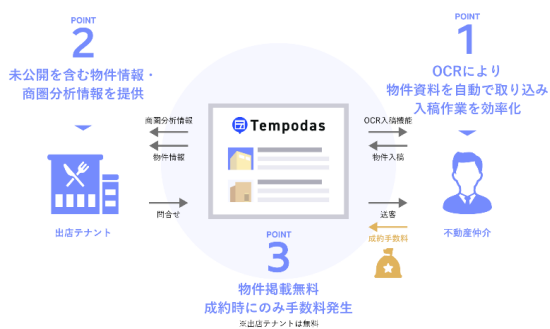 POINT
1
OCRにより
物件資料を自動で取り込み
入稿作業を効率化
POINT
2
未公開を含む物件情報・
商圏分析情報を提供
商圏分析情報
物件情報
問合せ
出店テナント
Tempodas
OCR入稿機能
物件入稿
送客
成約手数料
不動産仲介
POINT
3
物件掲載無料
成約時にのみ手数料発生
※出店テナントは無料